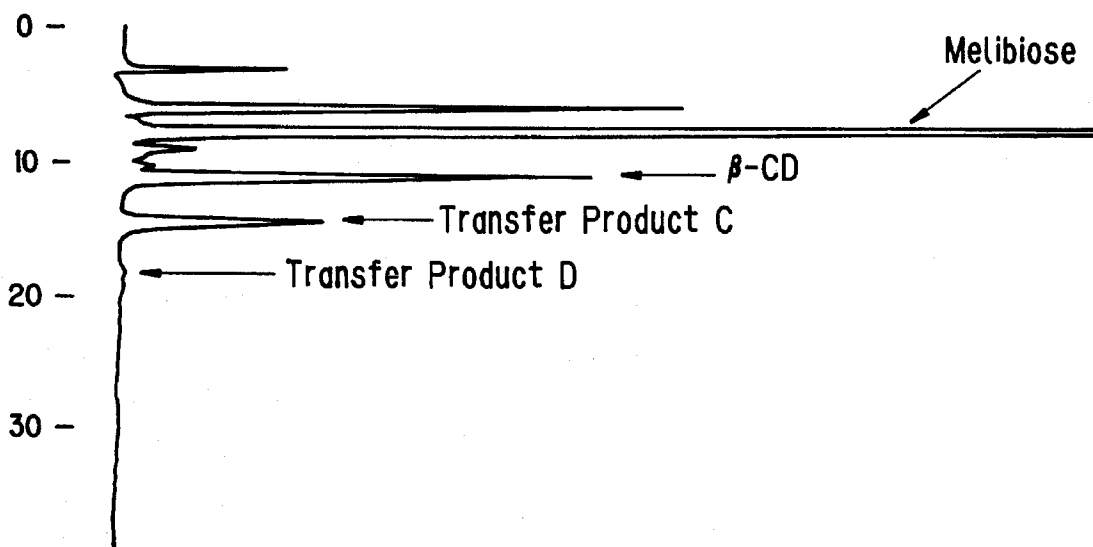 0 –
Melibiose
10 –
β-CD
Transfer Product C
Transfer Product D
20 –
30 –